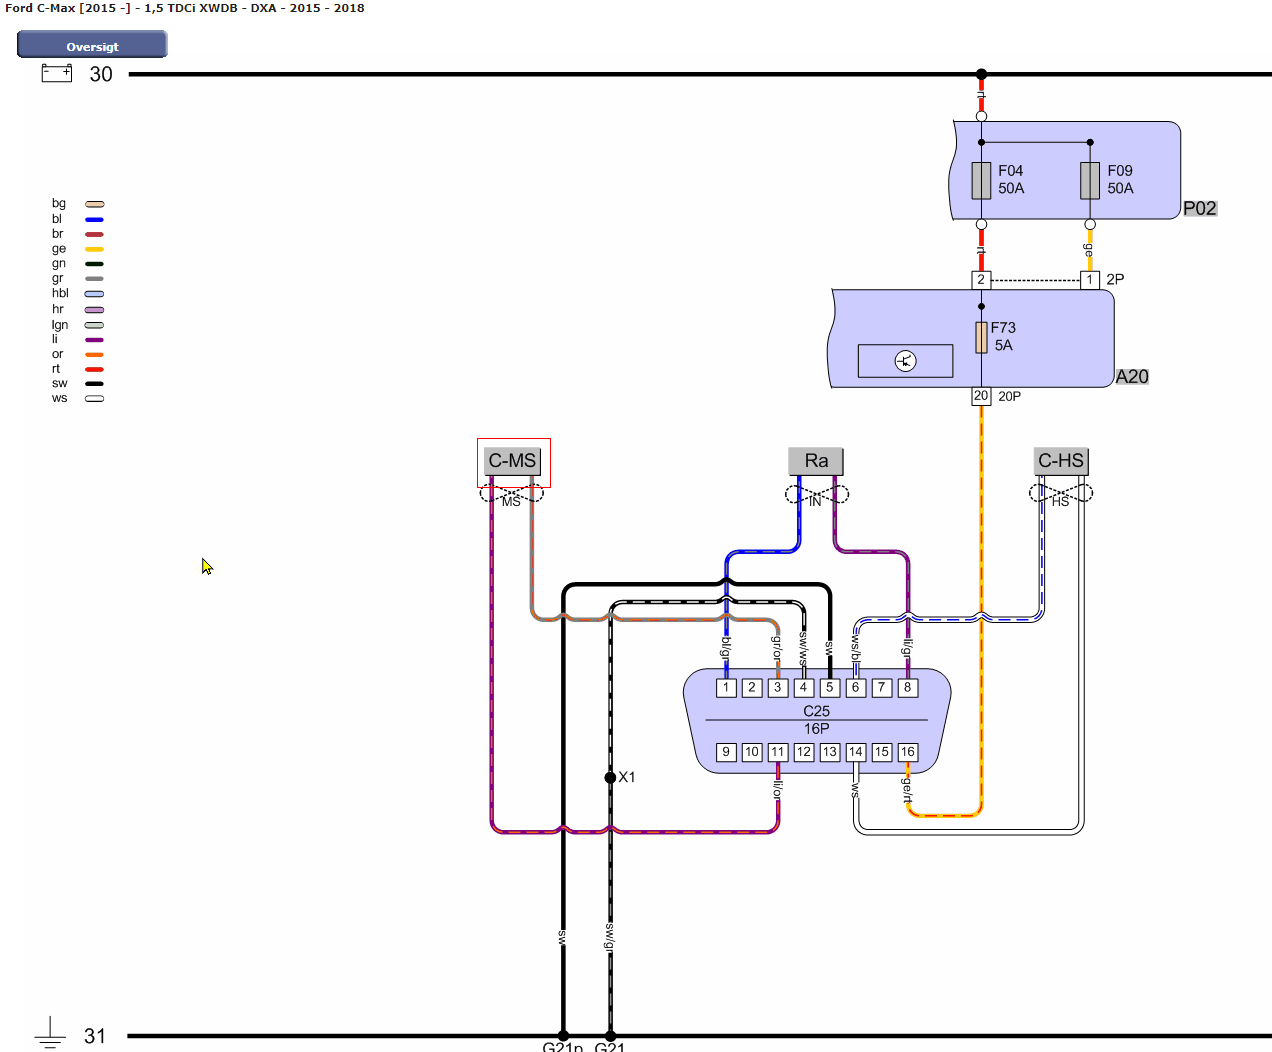 Ford C-Max [2015 -] - 1,5 TDCi XWDB - DXA - 2015 - 2018
Oversigt
30
rt
F04
50A
F09
50A
P02
bg
bl
br
ge
gn
gr
hbl
hr
lgn
li
or
rt
sw
ws
rt
ge
2
1
2P
F73
5A
A20
20
20P
C-MS
Ra
C-HS
MS
IN
HS
bl/gr
gr/or
sw/ws
sw
ws/bl
li/gr
1 2 3 4 5 6 7 8
C25
16P
9 10 11 12 13 14 15 16
X1
li/or
ws
ge/rt
sw
sw/gr
31
G21p G21